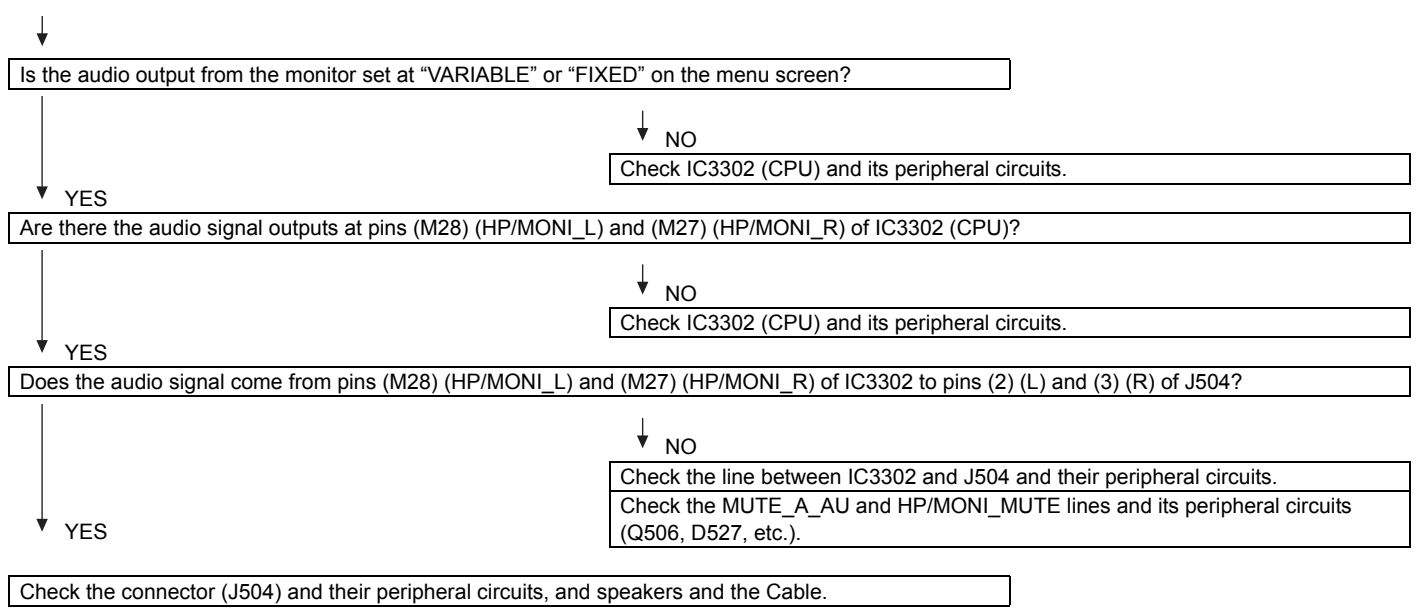 Is the audio output from the monitor set at “VARIABLE” or “FIXED” on the menu screen?
NO
Check IC3302 (CPU) and its peripheral circuits.
YES
Are there the audio signal outputs at pins (M28) (HP/MONI_L) and (M27) (HP/MONI_R) of IC3302 (CPU)?
NO
Check IC3302 (CPU) and its peripheral circuits.
YES
Does the audio signal come from pins (M28) (HP/MONI_L) and (M27) (HP/MONI_R) of IC3302 to pins (2) (L) and (3) (R) of J504?
NO
Check the line between IC3302 and J504 and their peripheral circuits.
Check the MUTE_A_AU and HP/MONI_MUTE lines and its peripheral circuits
(Q506, D527, etc.).
YES
Check the connector (J504) and their peripheral circuits, and speakers and the Cable.